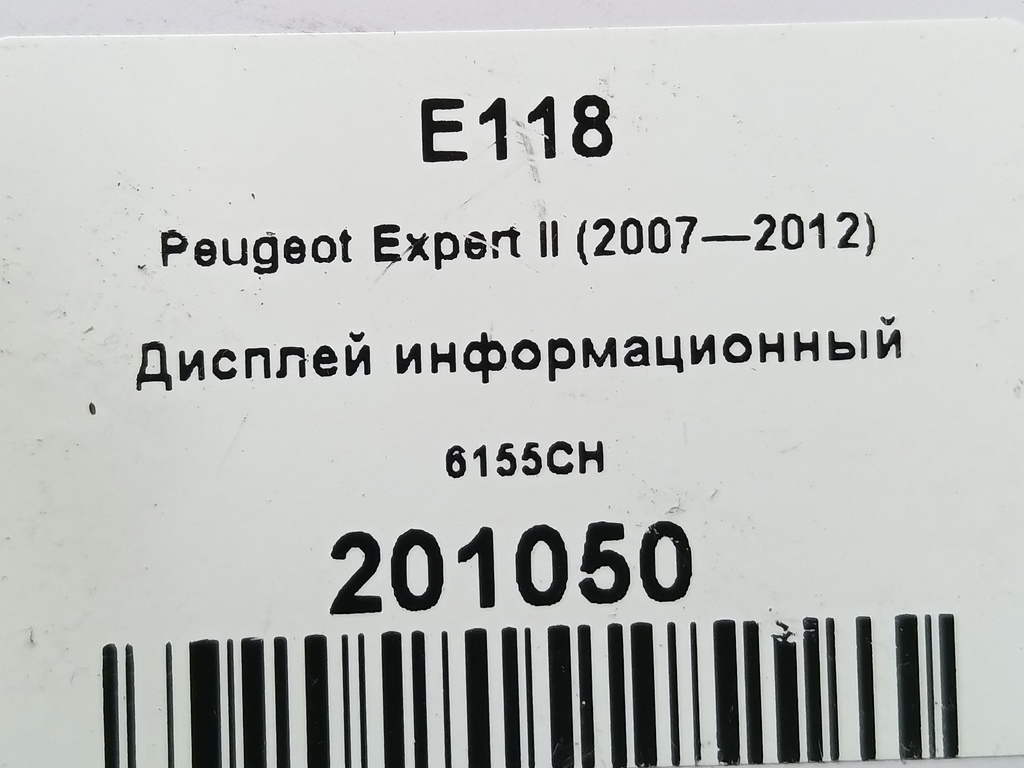 E118
Peugeot Expert II (2007—2012)
Дисплей информационный
6155CH
201050